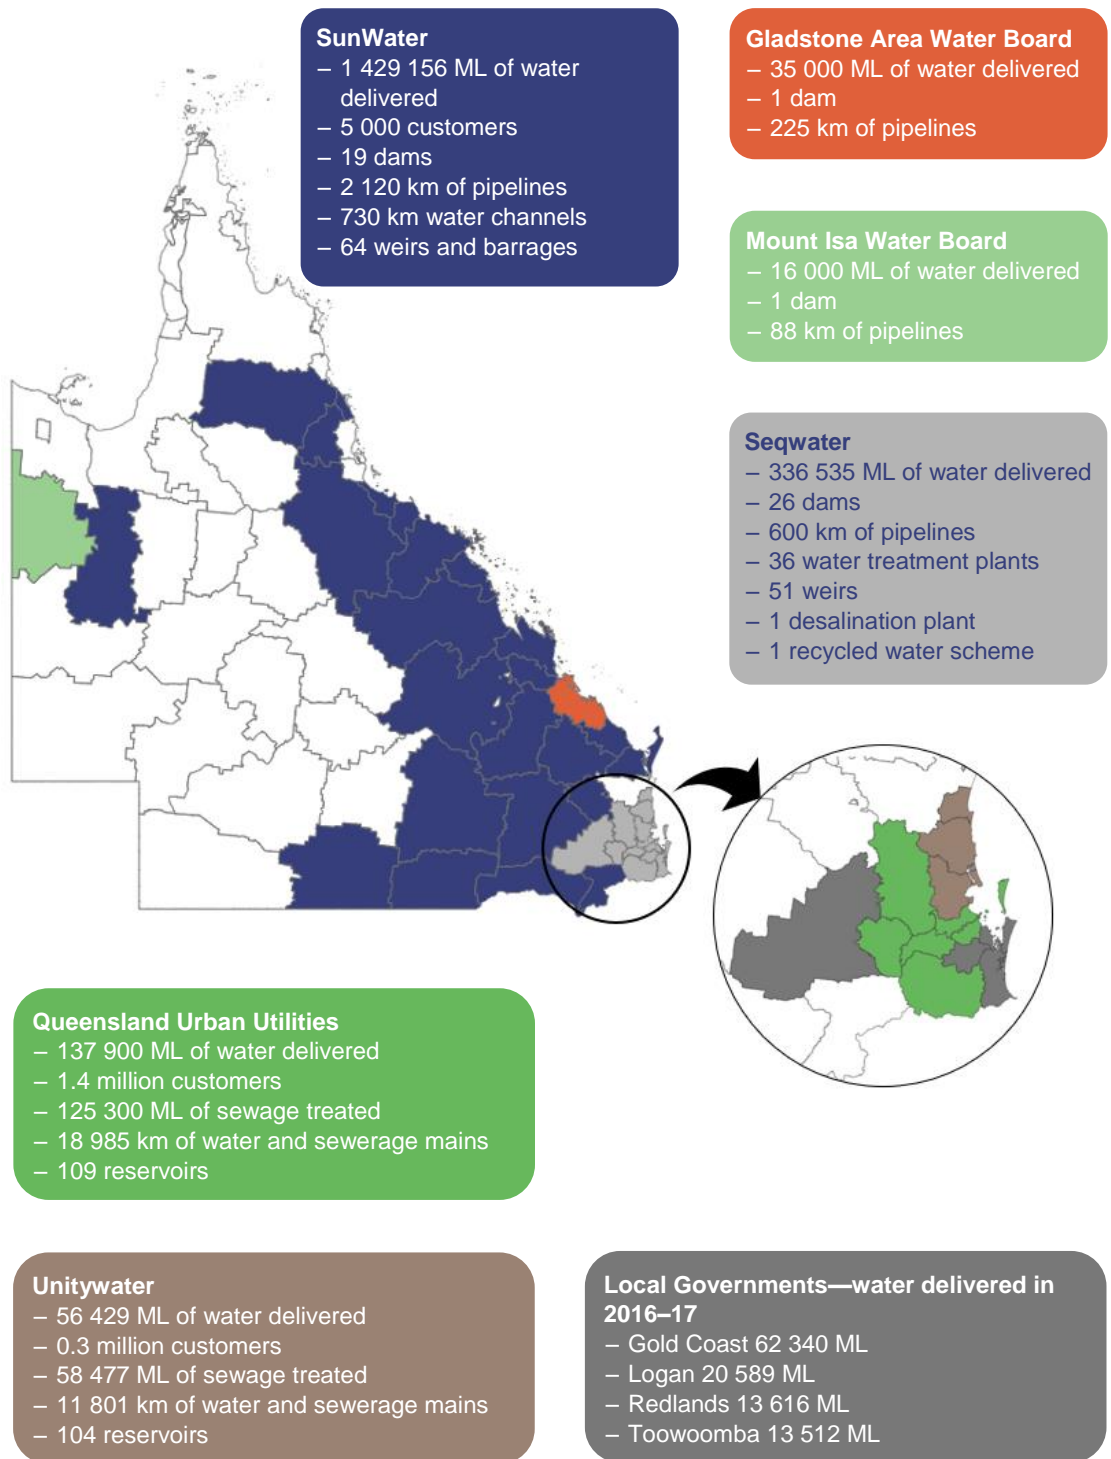 SunWater
– 1 429 156 ML of water
delivered
– 5 000 customers
– 19 dams
– 2 120 km of pipelines
– 730 km water channels
– 64 weirs and barrages
Gladstone Area Water Board
– 35 000 ML of water delivered
– 1 dam
– 225 km of pipelines
Mount Isa Water Board
– 16 000 ML of water delivered
– 1 dam
– 88 km of pipelines
Seqwater
– 336 535 ML of water delivered
– 26 dams
– 600 km of pipelines
– 36 water treatment plants
– 51 weirs
– 1 desalination plant
– 1 recycled water scheme
Queensland Urban Utilities
– 137 900 ML of water delivered
– 1.4 million customers
– 125 300 ML of sewage treated
– 18 985 km of water and sewerage mains
– 109 reservoirs
Unitywater
– 56 429 ML of water delivered
– 0.3 million customers
– 58 477 ML of sewage treated
– 11 801 km of water and sewerage mains
– 104 reservoirs
Local Governments—water delivered in
2016–17
– Gold Coast 62 340 ML
– Logan 20 589 ML
– Redlands 13 616 ML
– Toowoomba 13 512 ML